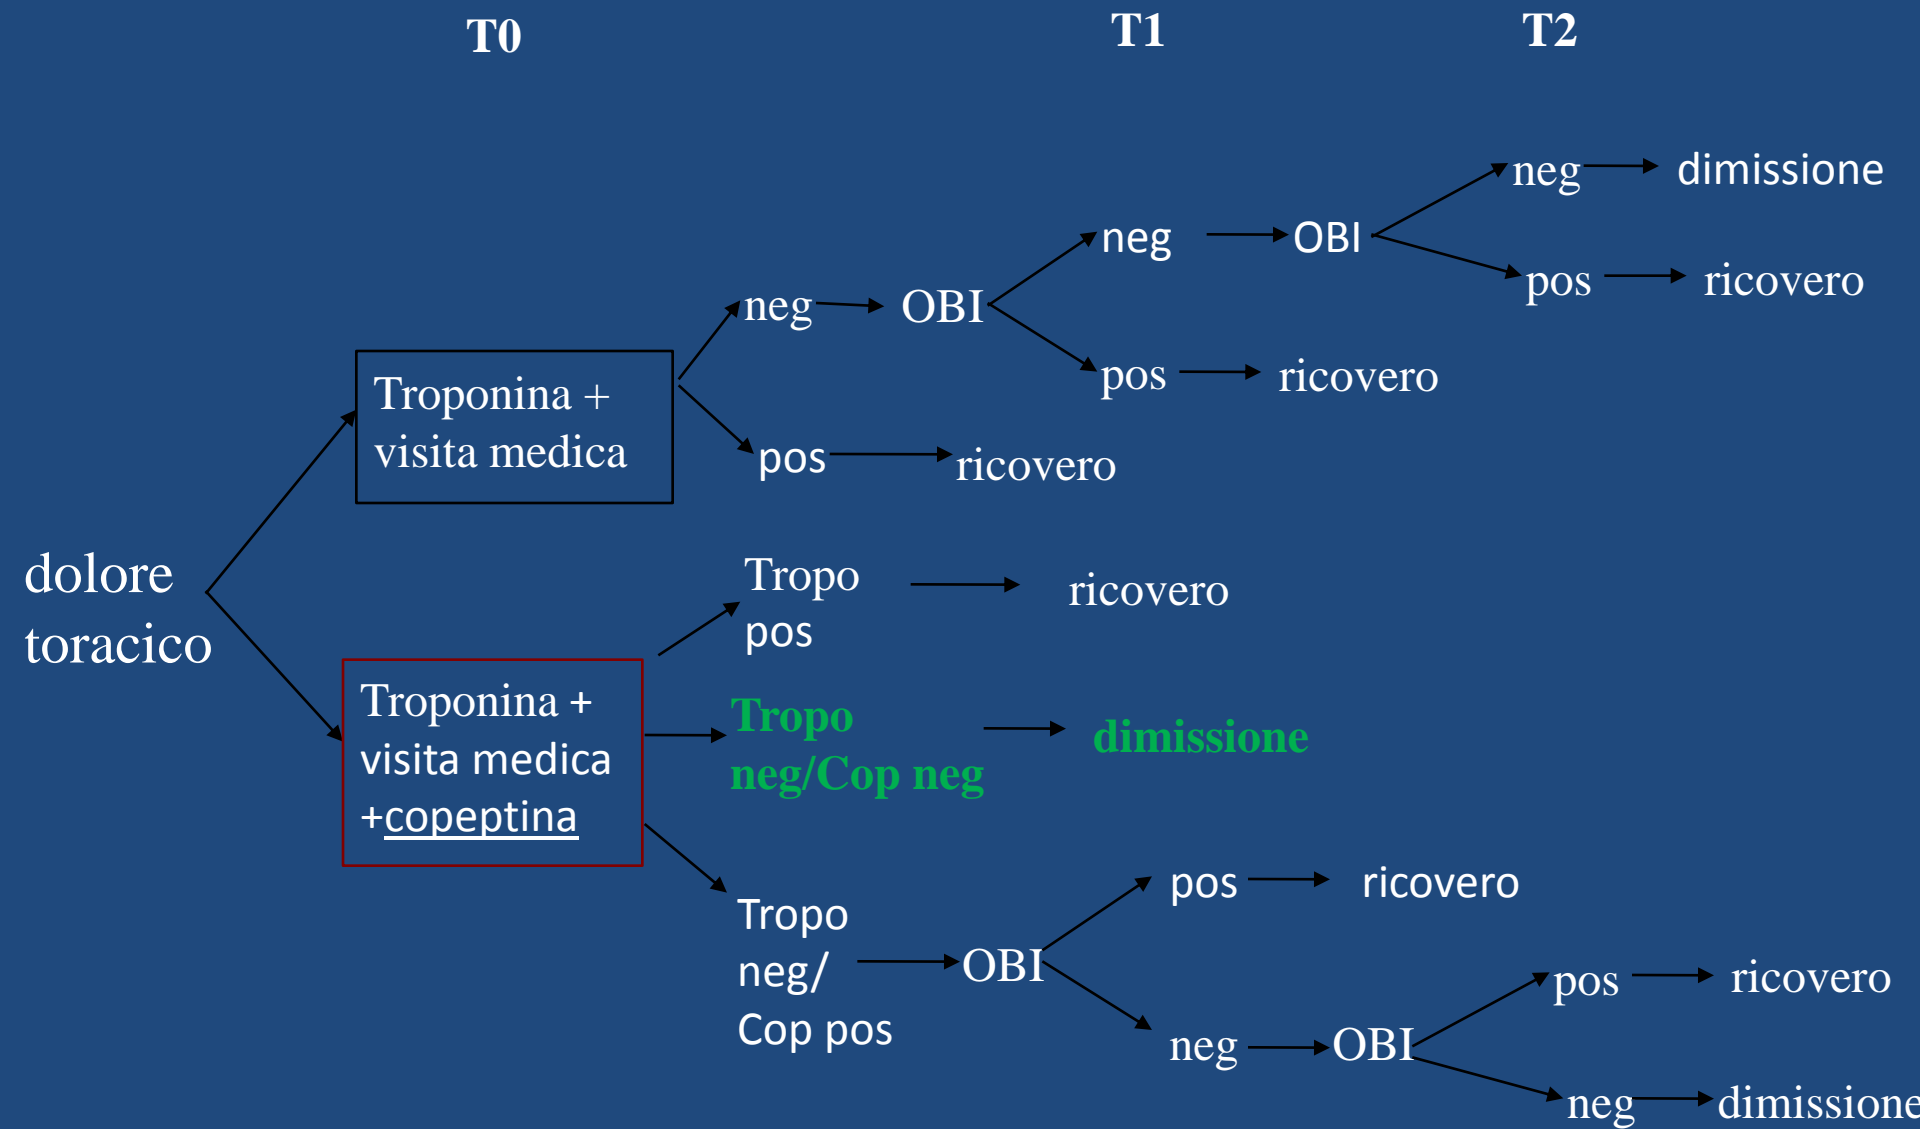 T0
T1
T2
neg
dimissione
neg
OBI
pos
ricovero
neg
OBI
pos
ricovero
Troponina +
visita medica
pos
ricovero
dolore
toracico
Tropo
pos
ricovero
Troponina +
visita medica
+copeptina
Tropo
neg/Cop neg
dimissione
Tropo
neg/
Cop pos
OBI
pos
ricovero
neg
OBI
pos
ricovero
neg
dimissione